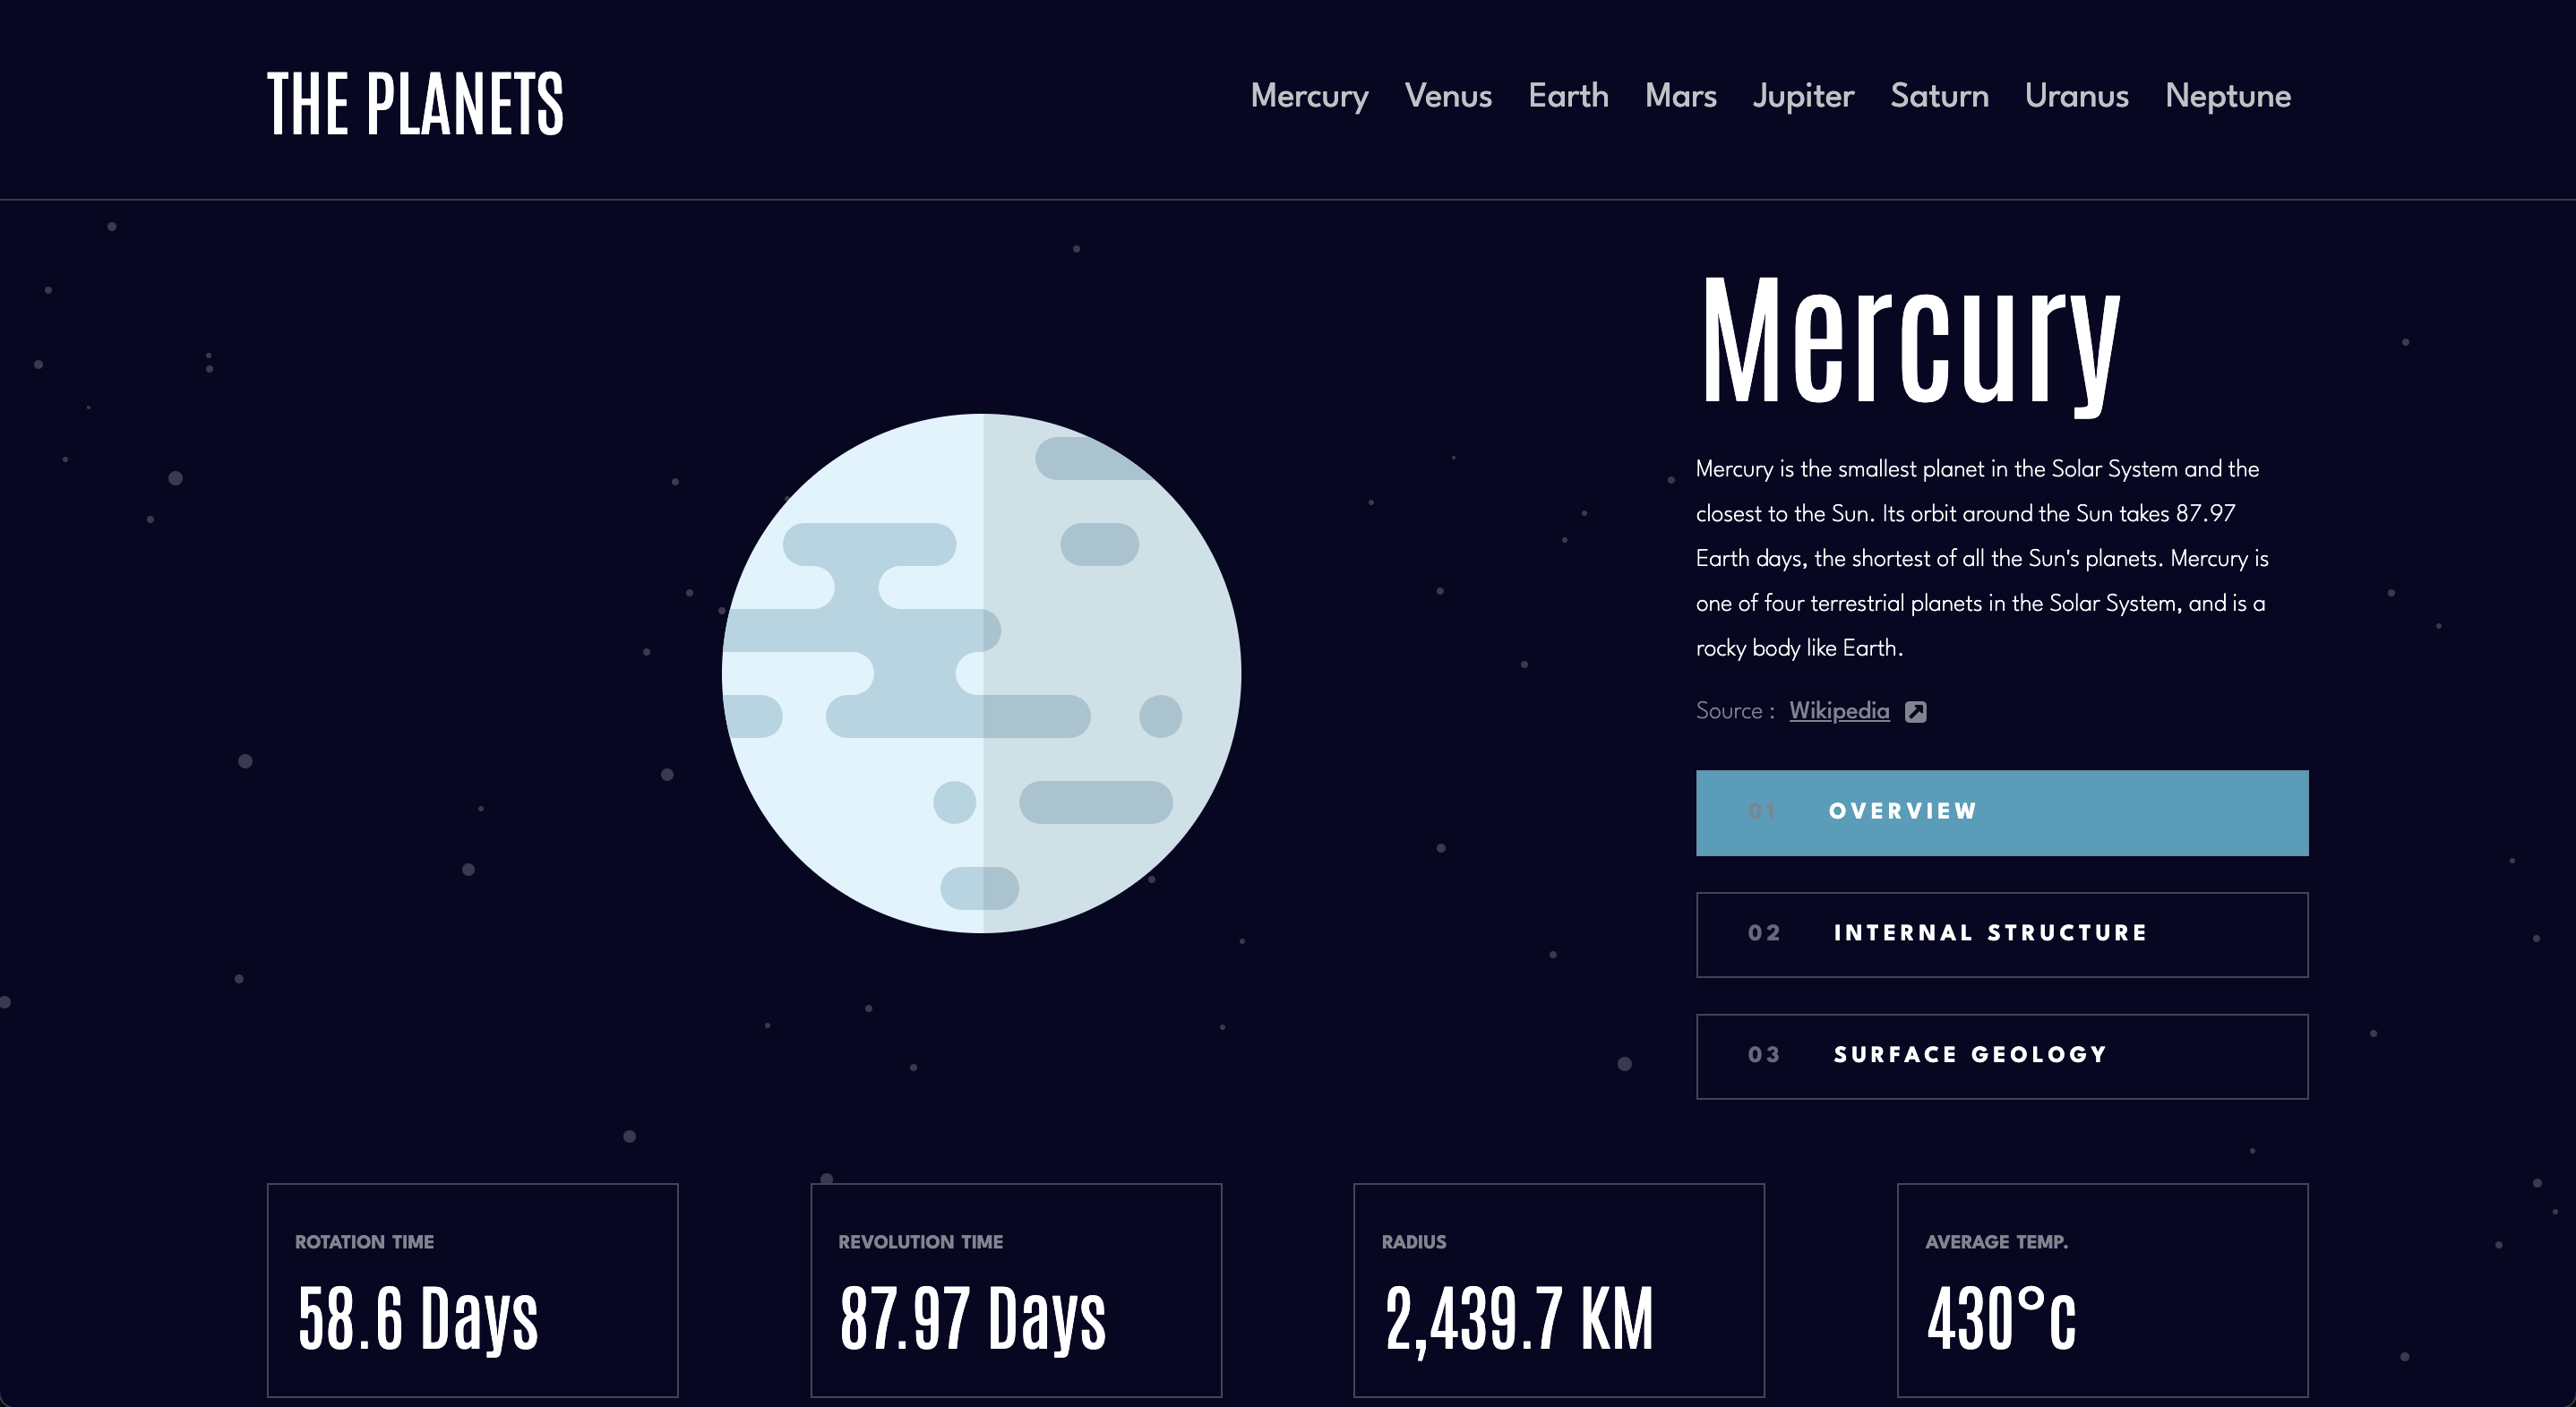 THE PLANETS
Mercury Venus Earth Mars Jupiter Saturn Uranus Neptune
Mercury
Mercury is the smallest planet in the Solar System and the
closest to the Sun. Its orbit around the Sun takes 87.97
Earth days, the shortest of all the Sun's planets. Mercury is
one of four terrestrial planets in the Solar System, and is a
rocky body like Earth.
Source : Wikipedia
01 OVERVIEW
02 INTERNAL STRUCTURE
03 SURFACE GEOLOGY
ROTATION TIME
58.6 Days
REVOLUTION TIME
87.97 Days
RADIUS
2,439.7 KM
AVERAGE TEMP.
430°c